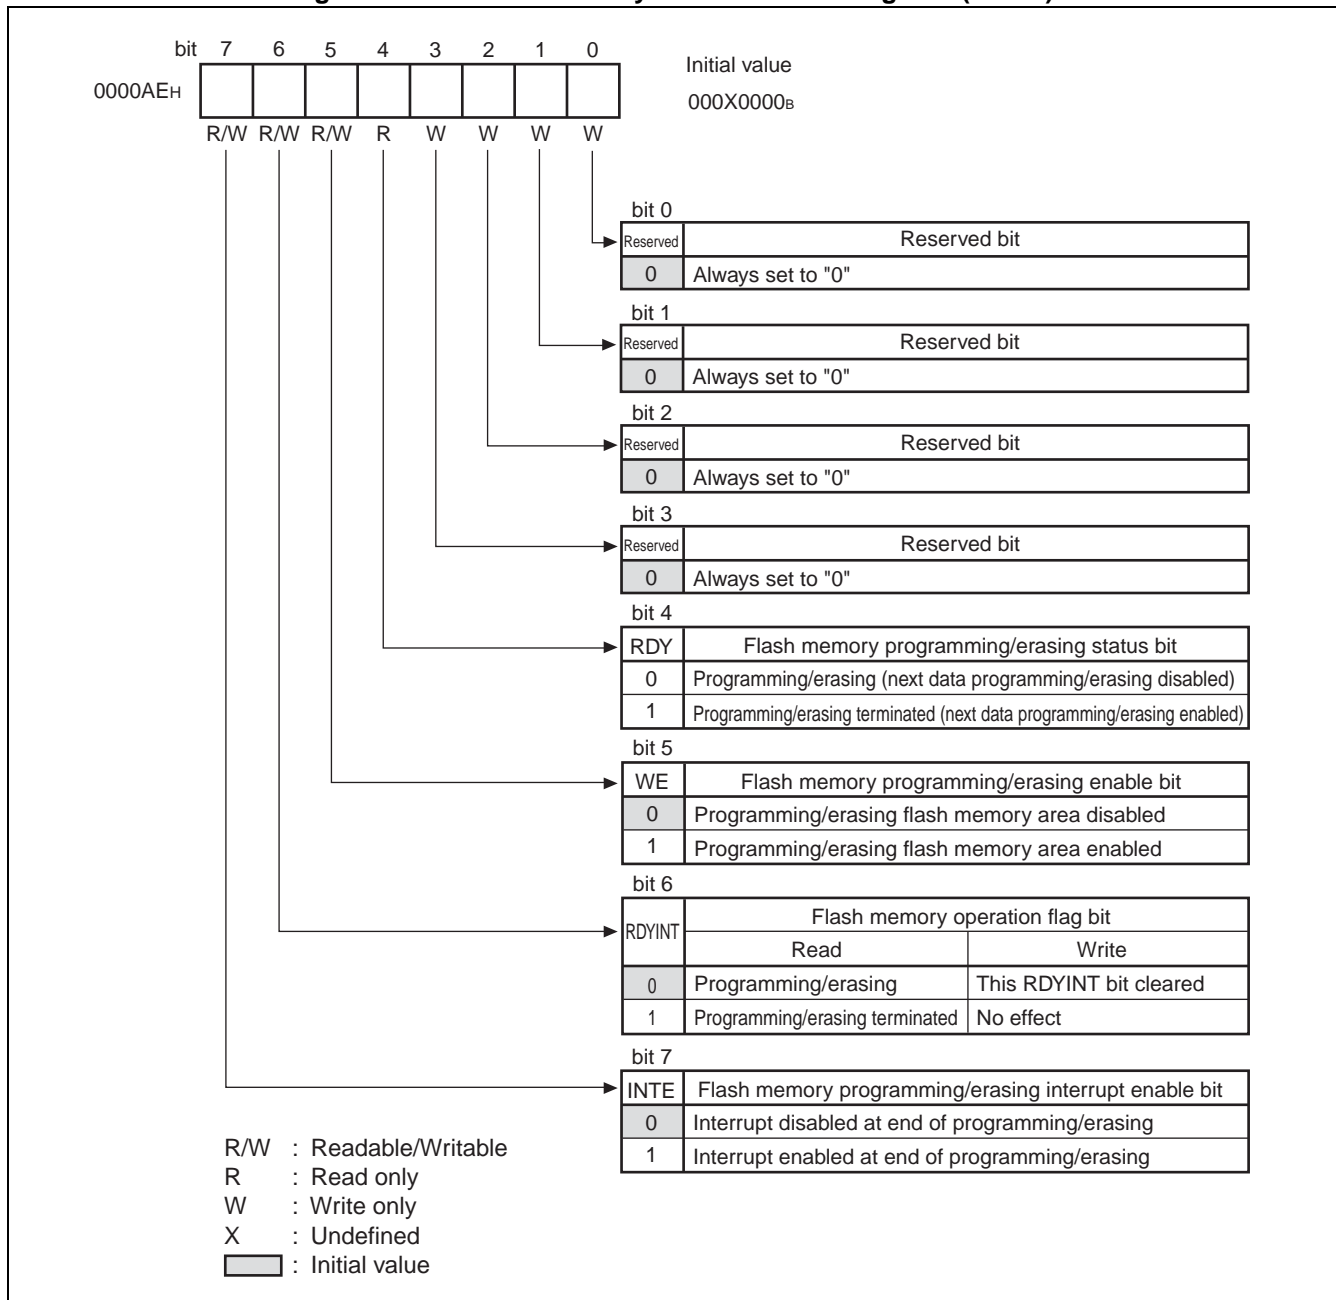 bit 7 6 5 4 3 2 1 0
Initial value
0000AEH
000X0000B
R/W R/W R/W R W W W W
bit 0
Reserved Reserved bit
0 Always set to "0"
bit 1
Reserved Reserved bit
0 Always set to "0"
bit 2
Reserved Reserved bit
0 Always set to "0"
bit 3
Reserved Reserved bit
0 Always set to "0"
bit 4
RDY Flash memory programming/erasing status bit
0 Programming/erasing (next data programming/erasing disabled)
1 Programming/erasing terminated (next data programming/erasing enabled)
bit 5
WE Flash memory programming/erasing enable bit
0 Programming/erasing flash memory area disabled
1 Programming/erasing flash memory area enabled
bit 6
RDYINT Flash memory operation flag bit
Read Write
0 Programming/erasing This RDYINT bit cleared
1 Programming/erasing terminated No effect
bit 7
INTE Flash memory programming/erasing interrupt enable bit
0 Interrupt disabled at end of programming/erasing
1 Interrupt enabled at end of programming/erasing
R/W : Readable/Writable
R : Read only
W : Write only
X : Undefined
: Initial value